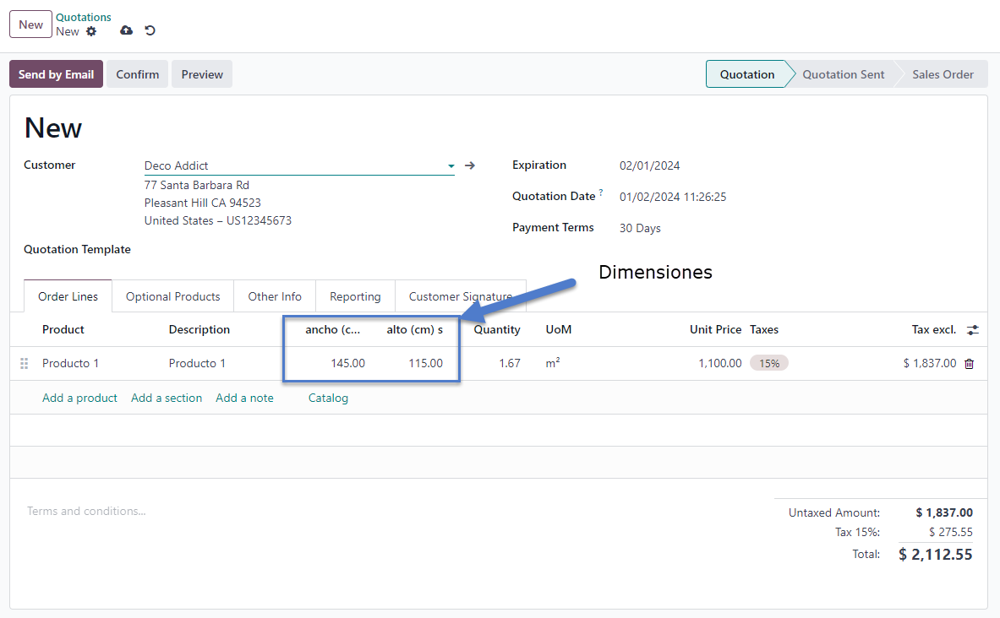 New
Quotations
New
Send by Email Confirm Preview
Quotation Quotation Sent Sales Order
New
Customer Deco Addict
77 Santa Barbara Rd
Pleasant Hill CA 94523
United States – US12345673
Quotation Template
Expiration 02/01/2024
Quotation Date ? 01/02/2024 11:26:25
Payment Terms 30 Days
Dimensiones
Order Lines Optional Products Other Info Reporting Customer Signature
Product Description ancho (c... alto (cm) s Quantity UoM Unit Price Taxes Tax excl.
Producto 1 Producto 1 145.00 115.00 1.67 m² 1,100.00 15% $ 1,837.00
Add a product Add a section Add a note Catalog
Terms and conditions...
Untaxed Amount: $ 1,837.00
Tax 15%: $ 275.55
Total: $ 2,112.55